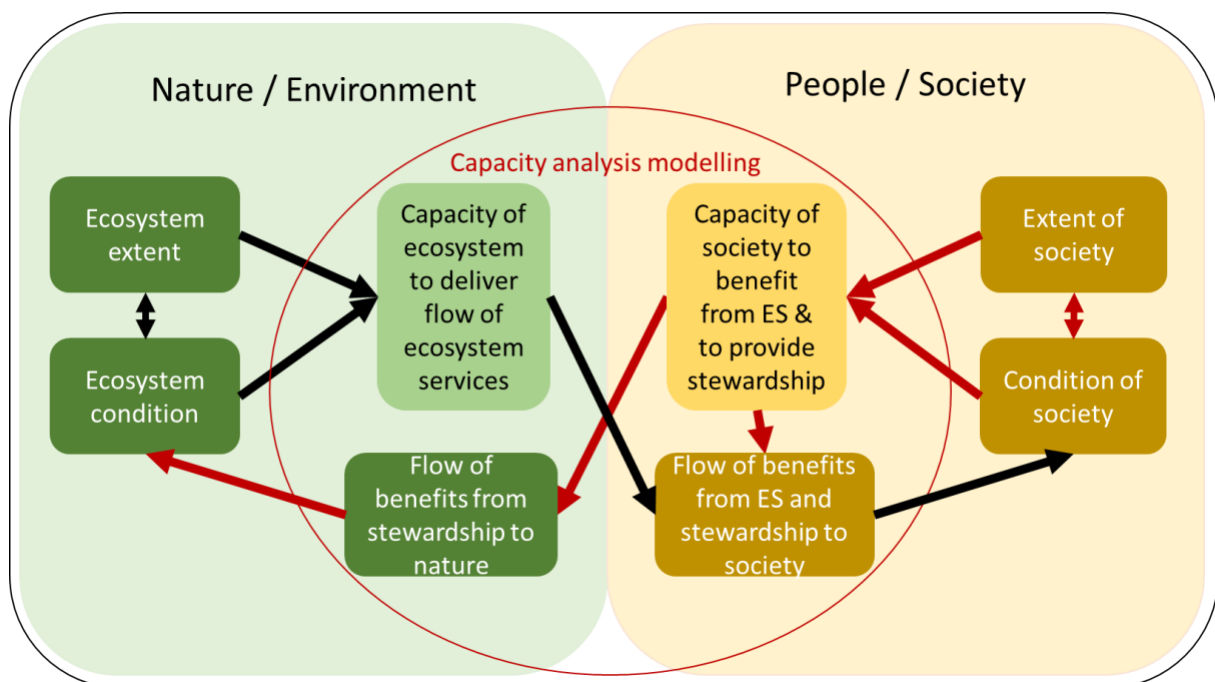 Nature / Environment
People / Society
Capacity analysis modelling
Ecosystem
extent
Capacity of
ecosystem
to deliver
flow of
ecosystem
services
Capacity of
society to
benefit
from ES &
to provide
stewardship
Extent of
society
Ecosystem
condition
Condition of
society
Flow of
benefits from
stewardship to
nature
Flow of benefits
from ES and
stewardship to
society